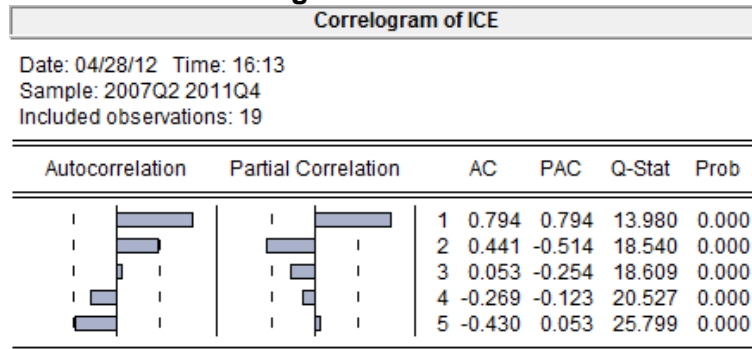 Correlogram of ICE
Date: 04/28/12 Time: 16:13
Sample: 2007Q2 2011Q4
Included observations: 19
Autocorrelation Partial Correlation AC PAC Q-Stat Prob
1 0.794 0.794 13.980 0.000
2 0.441 -0.514 18.540 0.000
3 0.053 -0.254 18.609 0.000
4 -0.269 -0.123 20.527 0.000
5 -0.430 0.053 25.799 0.000